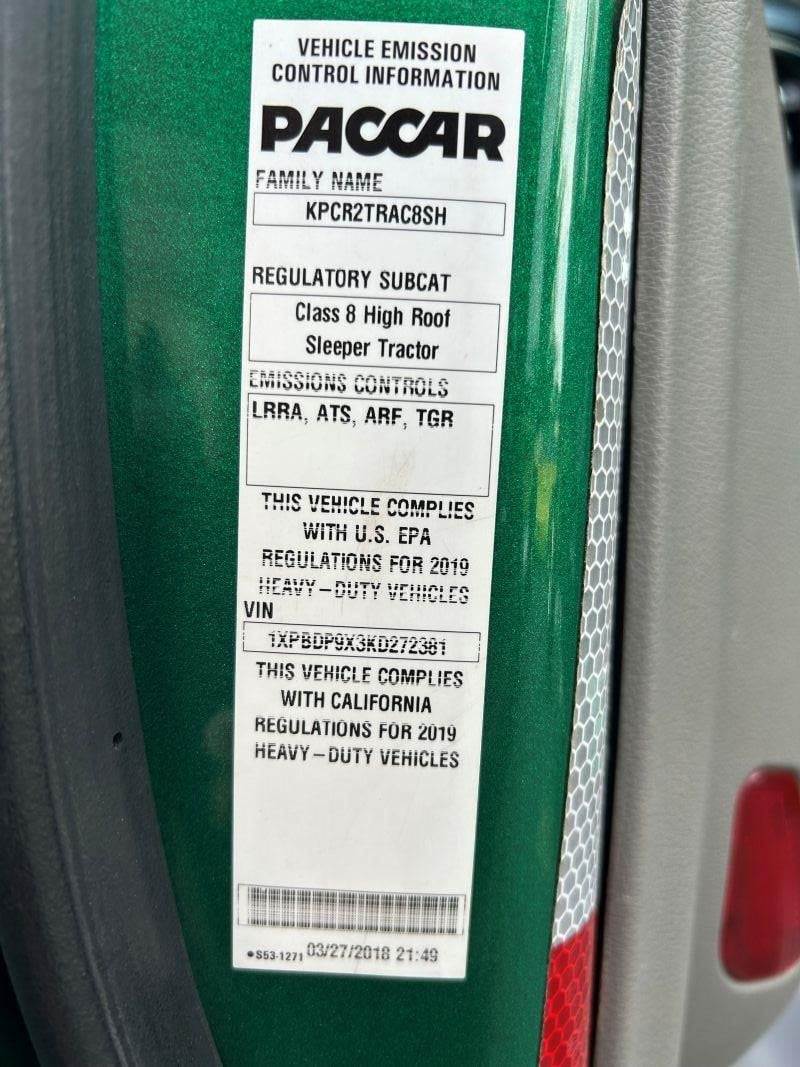 VEHICLE EMISSION
CONTROL INFORMATION
PACCAR
FAMILY NAME
KPCR2TRAC8SH
REGULATORY SUBCAT
Class 8 High Roof
Sleeper Tractor
EMISSIONS CONTROLS
LRRA, ATS, ARF, TGR
THIS VEHICLE COMPLIES
WITH U.S. EPA
REGULATIONS FOR 2019
HEAVY-DUTY VEHICLES
VIN
1XPBDP9X3KD272381
THIS VEHICLE COMPLIES
WITH CALIFORNIA
REGULATIONS FOR 2019
HEAVY-DUTY VEHICLES
•S53-1271 03/27/2018 21:49